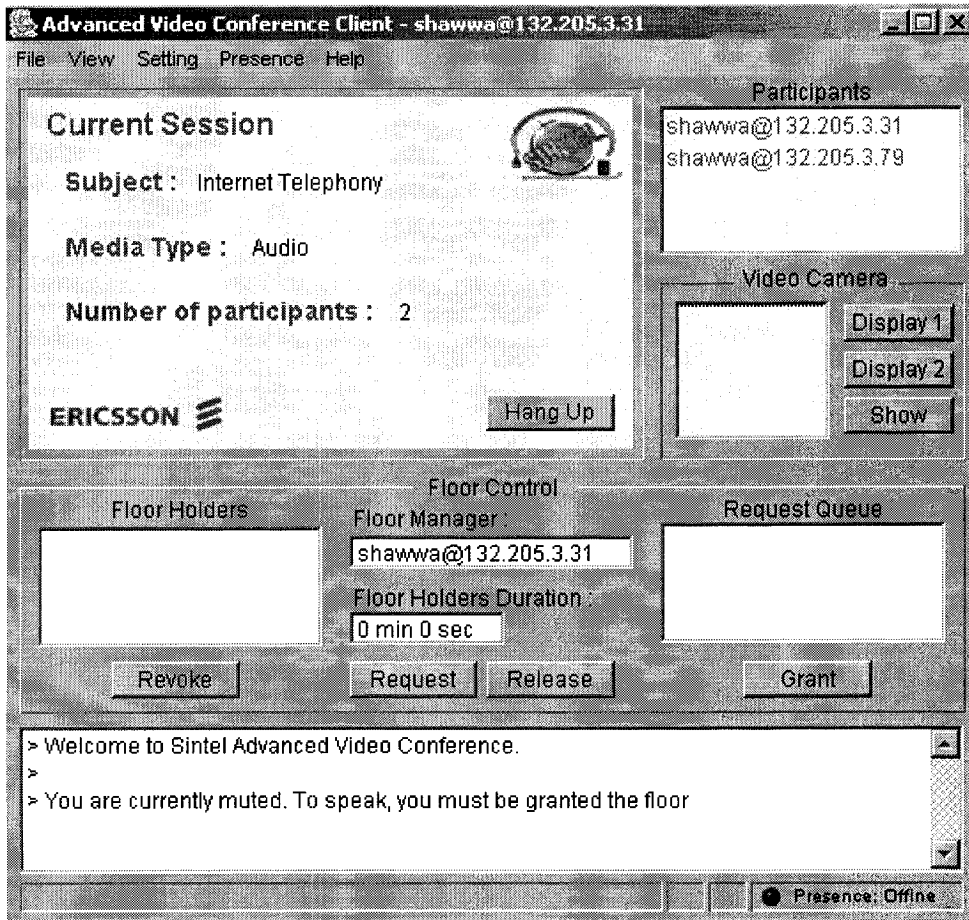 Advanced Video Conference Client - shawwa@132.205.3.31
File View Setting Presence Help
Current Session
Subject : Internet Telephony
Media Type : Audio
Number of participants : 2
ERICSSON
Hang Up
Participants
shawwa@132.205.3.31
shawwa@132.205.3.79
Video Camera
Display 1
Display 2
Show
Floor Control
Floor Holders
Revoke
Floor Manager :
shawwa@132.205.3.31
Floor Holders Duration :
0 min 0 sec
Request Release
Request Queue
Grant
> Welcome to Sintel Advanced Video Conference.
>
> You are currently muted. To speak, you must be granted the floor
Presence: Offine